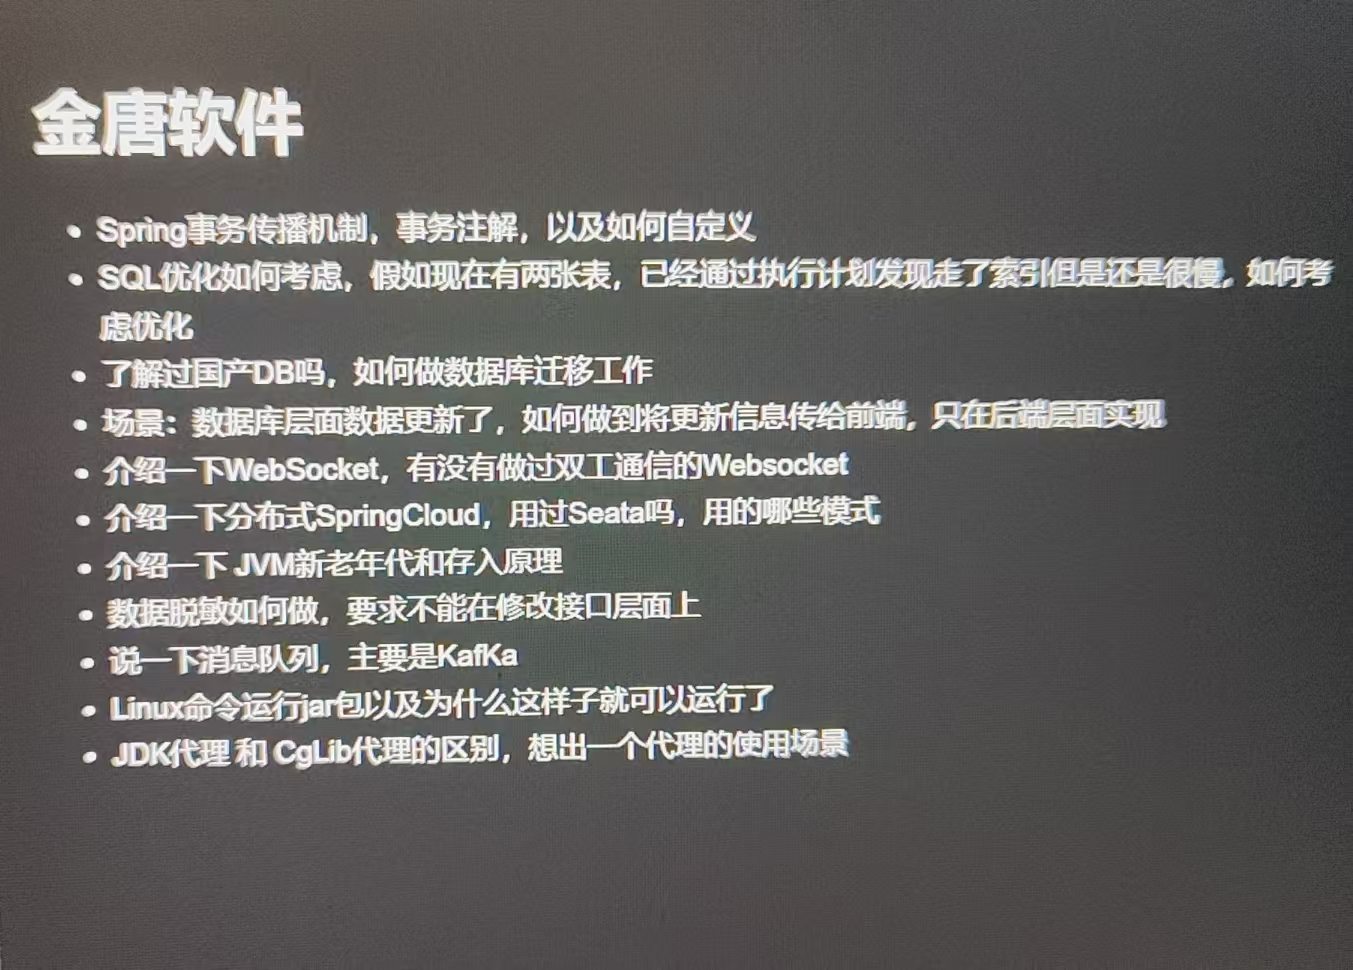 金唐软件
Spring事务传播机制，事务注解，以及如何自定义
SQL优化如何考虑，假如现在有两张表，已经通过执行计划发现走了索引但是还是很慢，如何考
虑优化
了解过国产DB吗，如何做数据库迁移工作
场景：数据库层面数据更新了，如何做到将更新信息传给前端，只在后端层面实现
介绍一下WebSocket，有没有做过双工通信的Websocket
介绍一下分布式SpringCloud，用过Seata吗，用的哪些模式
介绍一下 JVM新老年代和存入原理
数据脱敏如何做，要求不能在修改接口层面上
说一下消息队列，主要是KafKa
Linux命令运行jar包以及为什么这样子就可以运行了
JDK代理 和 CgLib代理的区别，想出一个代理的使用场景